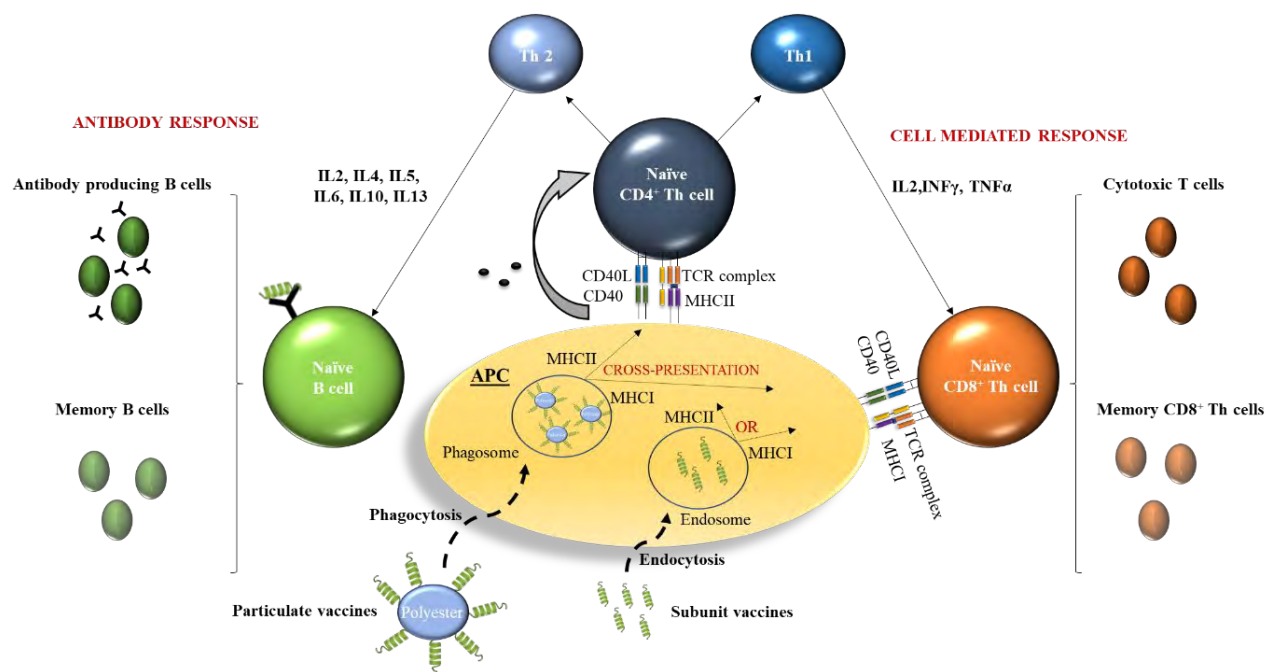 Th 2
Th1
ANTIBODY RESPONSE
CELL MEDIATED RESPONSE
Naïve
CD4⁺ Th cell
IL2, IL4, IL5,
IL6, IL10, IL13
IL2,INFγ, TNFα
Antibody producing B cells
Cytotoxic T cells
CD40L
TCR complex
CD40
MHCII
Naïve
B cell
MHCII
CROSS-PRESENTATION
APC
MHCI
CD40L
CD40
Naïve
CD8⁺ Th cell
Memory B cells
MHCII
OR
Memory CD8⁺ Th cells
Phagosome
MHCI
TCR complex
MHCI
Phagocytosis
Endosome
Endocytosis
Particulate vaccines
Polyester
Subunit vaccines